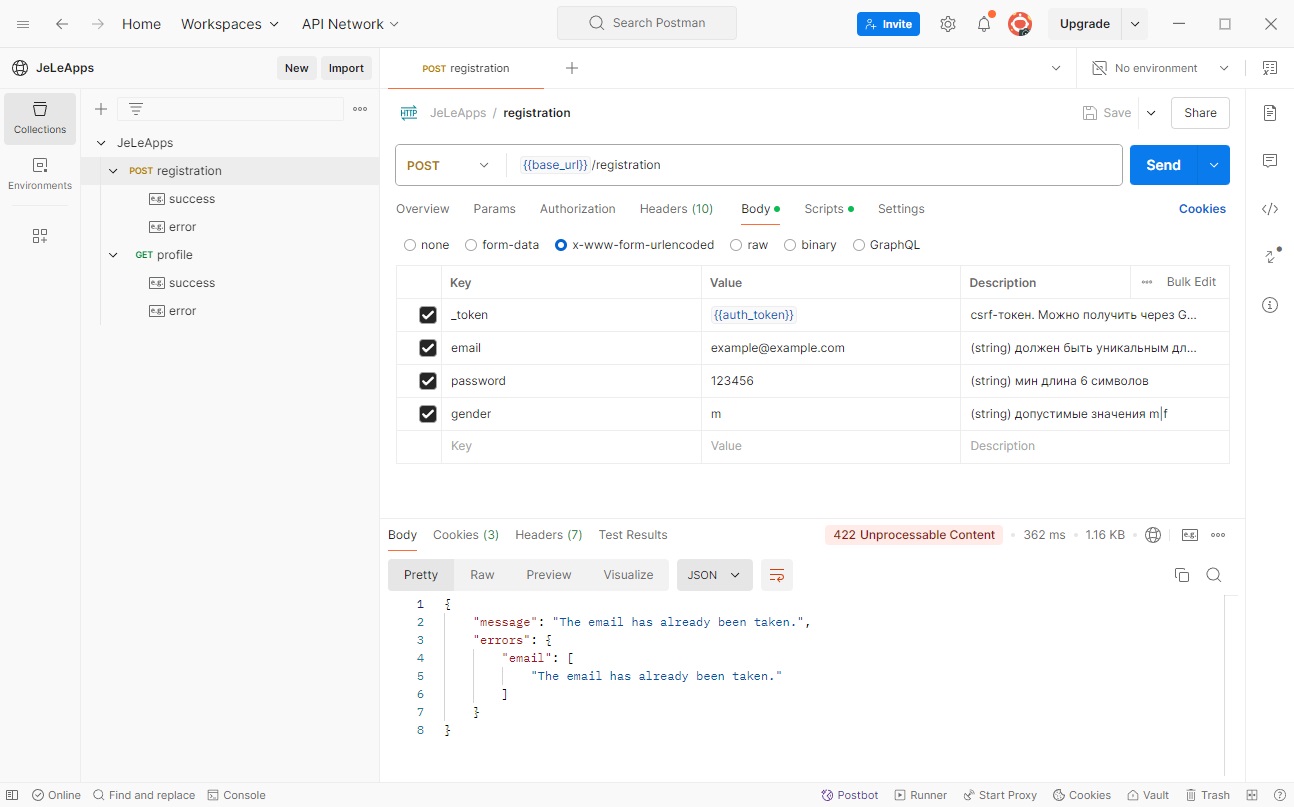 Home Workspaces API Network Search Postman Invite Upgrade
JeLeApps New Import POST registration No environment
Collections
Environments
JeLeApps
POST registration
e.g. success
e.g. error
GET profile
e.g. success
e.g. error
HTTP JeLeApps / registration Save Share
POST {{base_url}} /registration Send
Overview Params Authorization Headers (10) Body Scripts Settings Cookies
none form-data x-www-form-urlencoded raw binary GraphQL
Key Value Description Bulk Edit
_token {{auth_token}} csrf-токен. Можно получить через G...
email example@example.com (string) должен быть уникальным дл...
password 123456 (string) мин длина 6 символов
gender m (string) допустимые значения m|f
Key Value Description
Body Cookies (3) Headers (7) Test Results 422 Unprocessable Content 362 ms 1.16 KB e.g.
Pretty Raw Preview Visualize JSON
1 {
2 "message": "The email has already been taken.",
3 "errors": {
4 "email": [
5 "The email has already been taken."
6 ]
7 }
8 }
Online Find and replace Console Postbot Runner Start Proxy Cookies Vault Trash